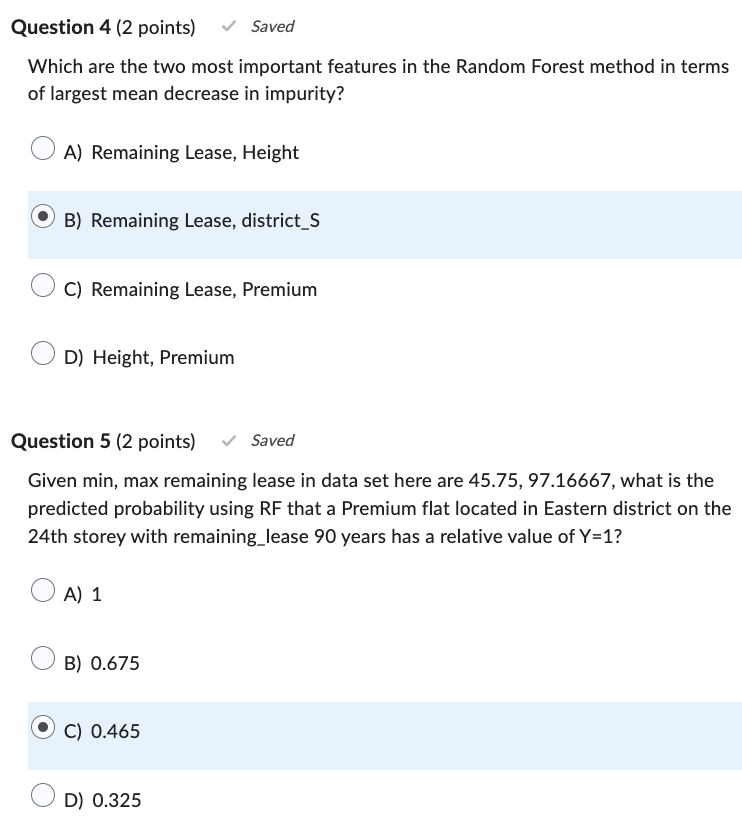 Question 4 (2 points) ✓ Saved
Which are the two most important features in the Random Forest method in terms
of largest mean decrease in impurity?
A) Remaining Lease, Height
B) Remaining Lease, district_S
C) Remaining Lease, Premium
D) Height, Premium
Question 5 (2 points) ✓ Saved
Given min, max remaining lease in data set here are 45.75, 97.16667, what is the
predicted probability using RF that a Premium flat located in Eastern district on the
24th storey with remaining_lease 90 years has a relative value of Y=1?
A) 1
B) 0.675
C) 0.465
D) 0.325